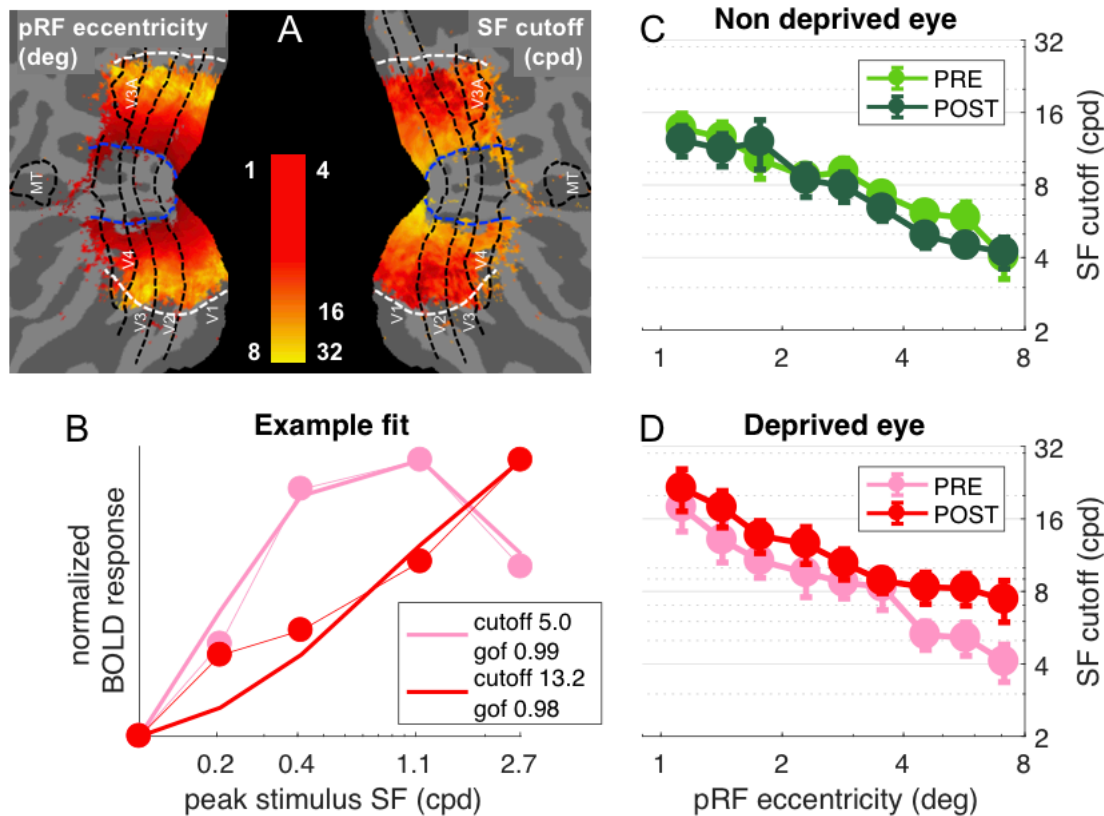 pRF eccentricity
(deg)
A
SF cutoff
(cpd)
V3A
V3A
MT
MT
1
4
16
8
32
V4
V3
V2
V1
V1
V2
V3
V4
B
Example fit
normalized
BOLD response
cutoff 5.0
gof 0.99
cutoff 13.2
gof 0.98
0.2
0.4
1.1
2.7
peak stimulus SF (cpd)
C
Non deprived eye
PRE
POST
32
16
8
4
2
SF cutoff (cpd)
1
2
4
8
D
Deprived eye
PRE
POST
32
16
8
4
2
SF cutoff (cpd)
1
2
4
8
pRF eccentricity (deg)